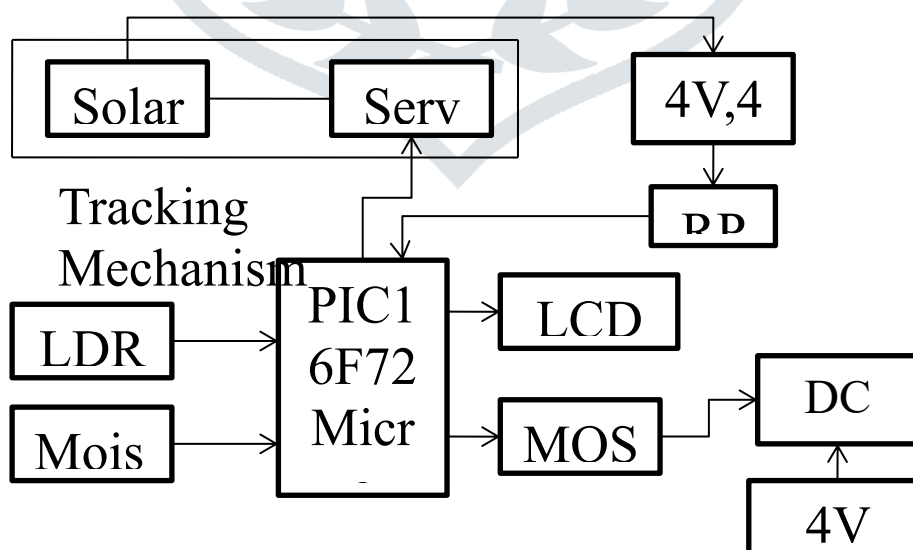 Solar
Serv
4V,4
Tracking
Mechanism
PIC1
6F72
Micr
LCD
LDR
Mois
MOS
DC
4V